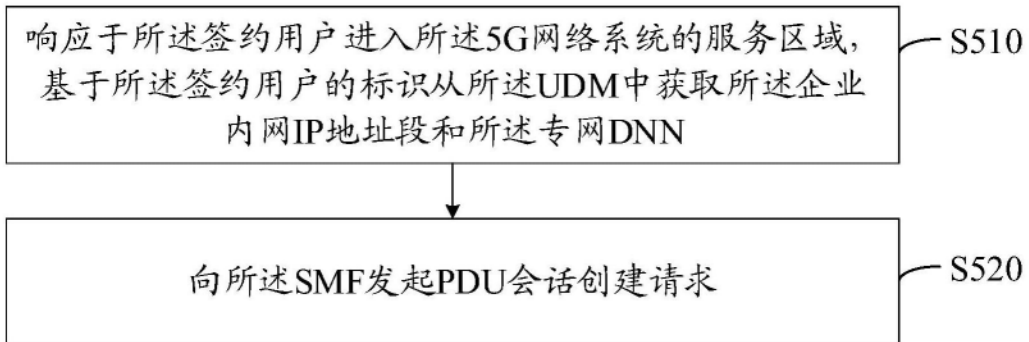 响应于所述签约用户进入所述5G网络系统的服务区域，
基于所述签约用户的标识从所述UDM中获取所述企业
内网IP地址段和所述专网DNN
S510
向所述SMF发起PDU会话创建请求
S520